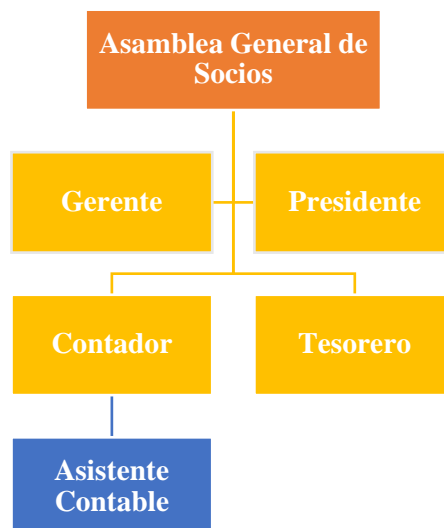 Asamblea General de
Socios
Gerente
Presidente
Contador
Tesorero
Asistente
Contable